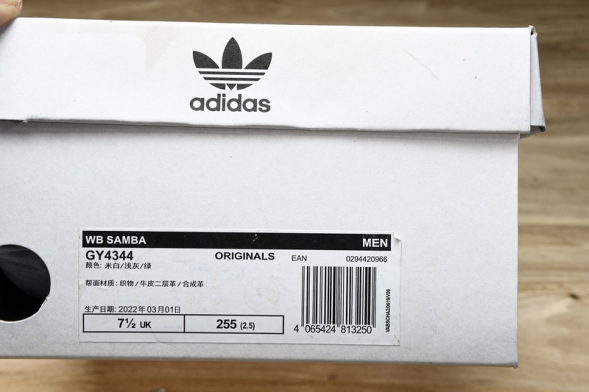 adidas
WB SAMBA MEN
GY4344 ORIGINALS EAN 0294420966
颜色: 米白/浅灰/绿
帮面材质: 织物/牛皮二层革/合成革
生产日期: 2022年03月01日
7½ UK 255 (2.5)
4 065424 813250